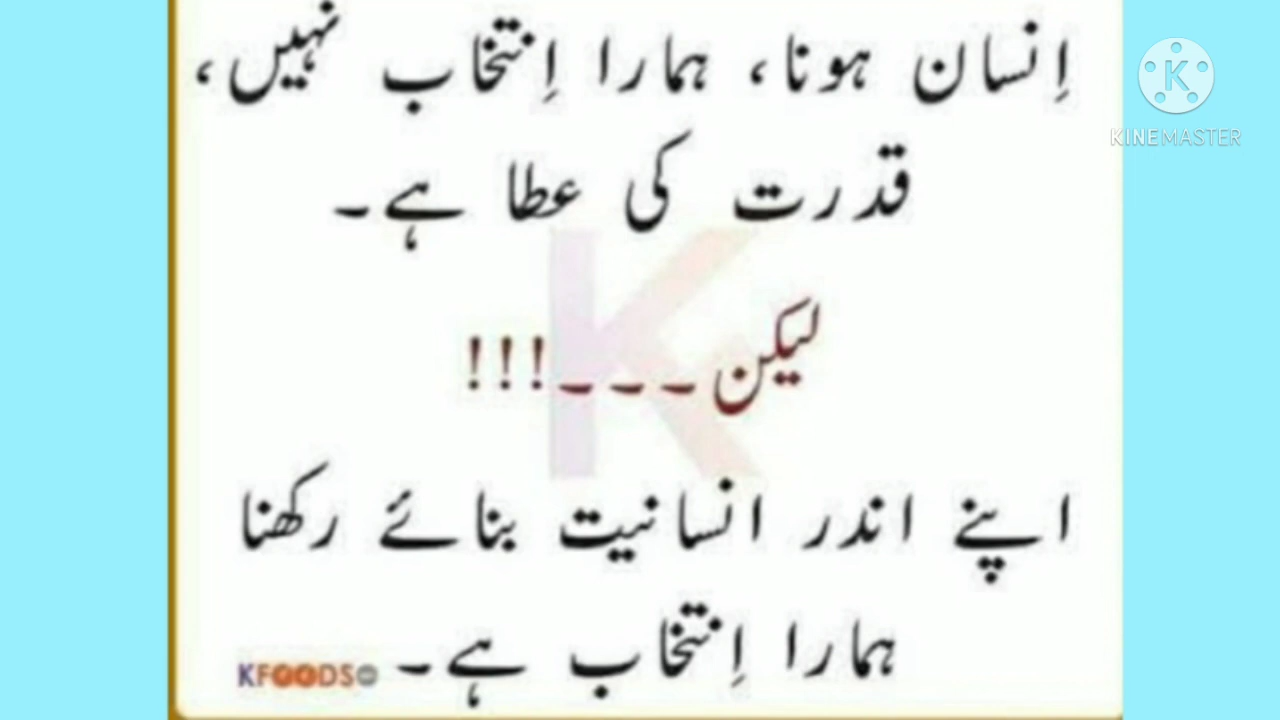 اِنسان ہونا، ہمارا اِنتخاب نہیں،
قدرت کی عطا ہے۔
لیکن۔۔۔!!!
اپنے اندر انسانیت بنائے رکھنا
ہمارا اِنتخاب ہے۔
KFOODS
K
KINEMASTER
K